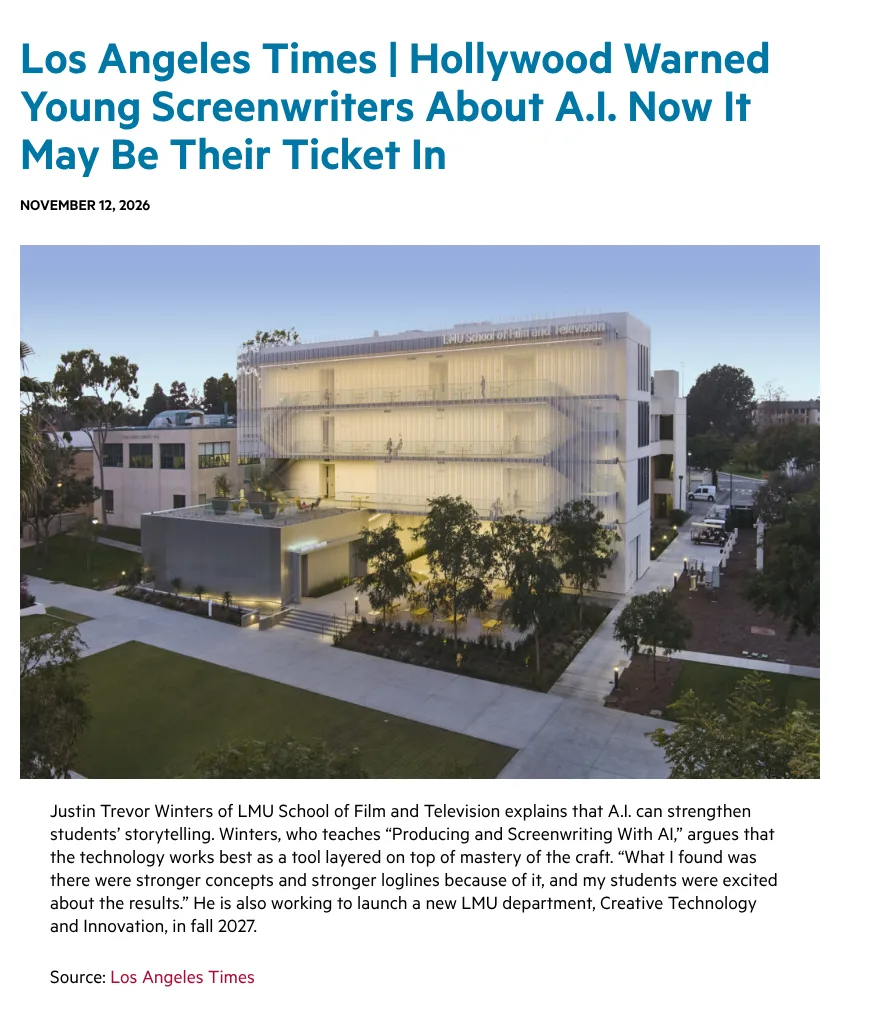 Los Angeles Times | Hollywood Warned
Young Screenwriters About A.I. Now It
May Be Their Ticket In
NOVEMBER 12, 2026
LMU School of Film and Television
Justin Trevor Winters of LMU School of Film and Television explains that A.I. can strengthen
students’ storytelling. Winters, who teaches “Producing and Screenwriting With AI,” argues that
the technology works best as a tool layered on top of mastery of the craft. “What I found was
there were stronger concepts and stronger loglines because of it, and my students were excited
about the results.” He is also working to launch a new LMU department, Creative Technology
and Innovation, in fall 2027.
Source: Los Angeles Times